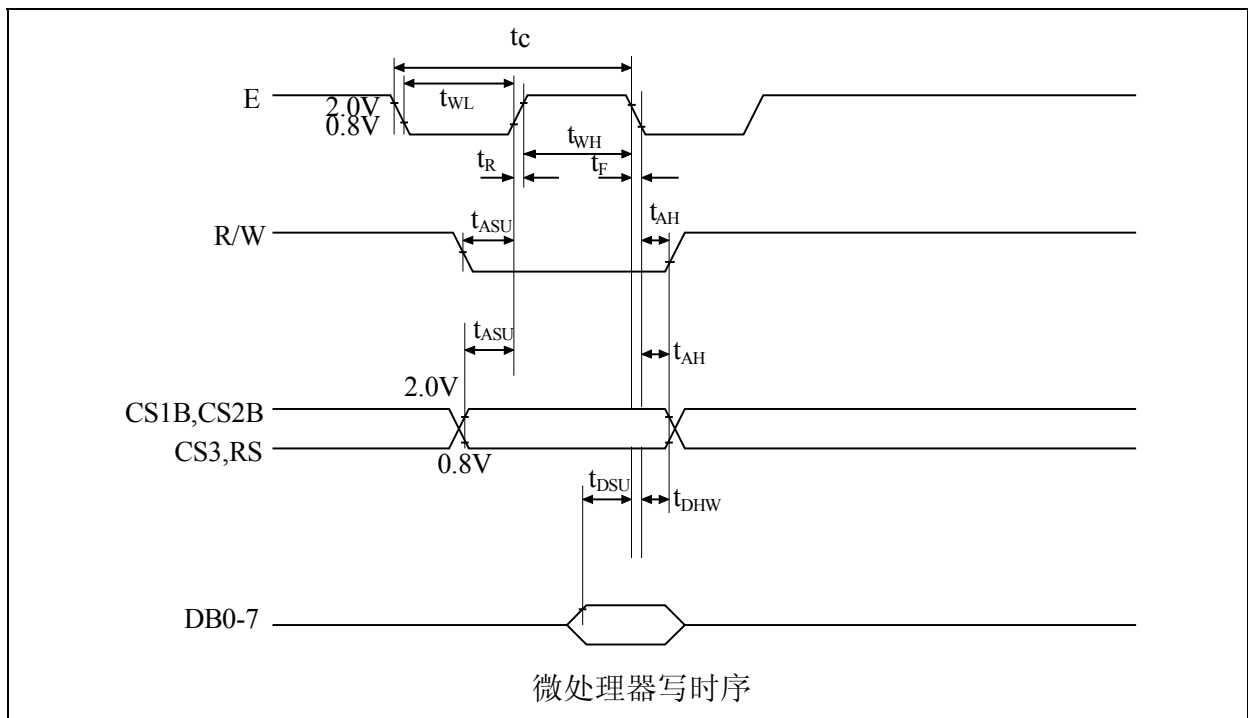 tc
E
2.0V
0.8V
tWL
tWH
tR
tF
R/W
tASU
tAH
tASU
tAH
2.0V
CS1B,CS2B
CS3,RS
0.8V
tDSU
tDHW
DB0-7
微处理器写时序